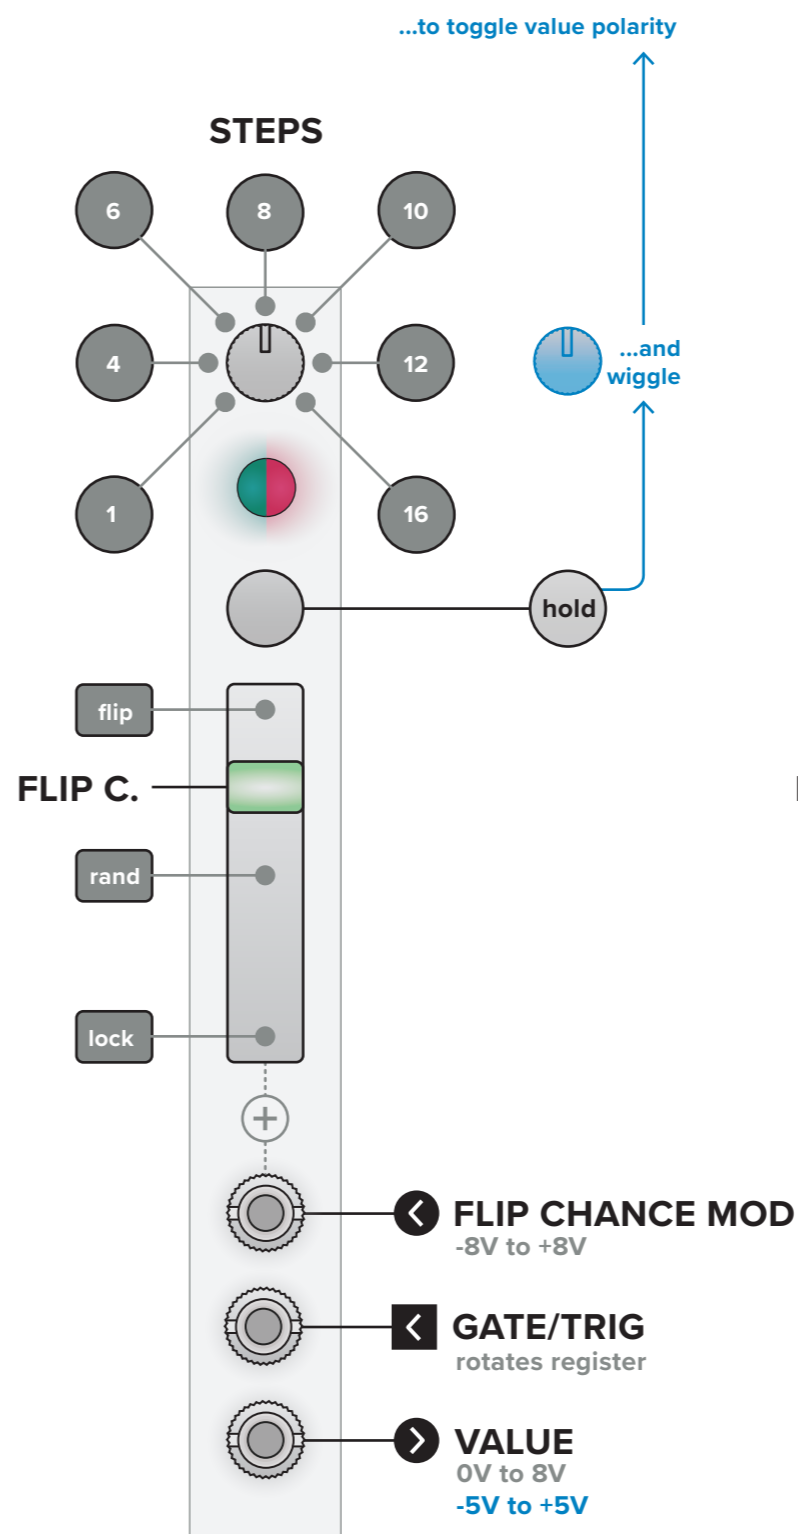 ...to toggle value polarity
STEPS
6
8
10
4
12
...and
wiggle
1
16
hold
flip
FLIP C.
rand
lock
+
FLIP CHANCE MOD
-8V to +8V
GATE/TRIG
rotates register
VALUE
0V to 8V
-5V to +5V